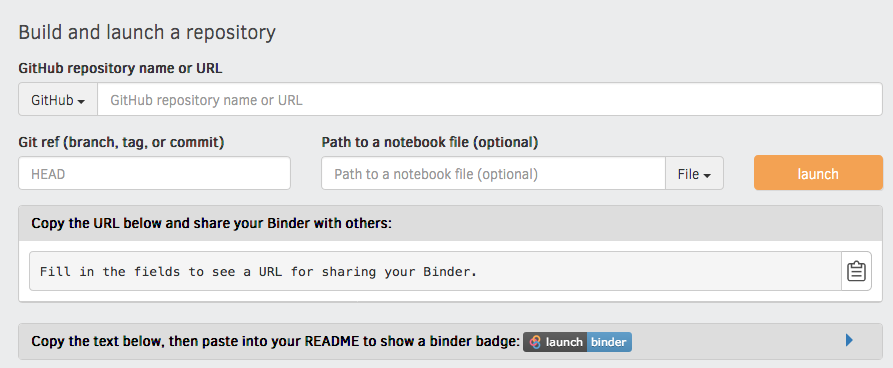 Build and launch a repository
GitHub repository name or URL
GitHub GitHub repository name or URL
Git ref (branch, tag, or commit) Path to a notebook file (optional)
HEAD Path to a notebook file (optional) File launch
Copy the URL below and share your Binder with others:
Fill in the fields to see a URL for sharing your Binder.
Copy the text below, then paste into your README to show a binder badge: launch binder